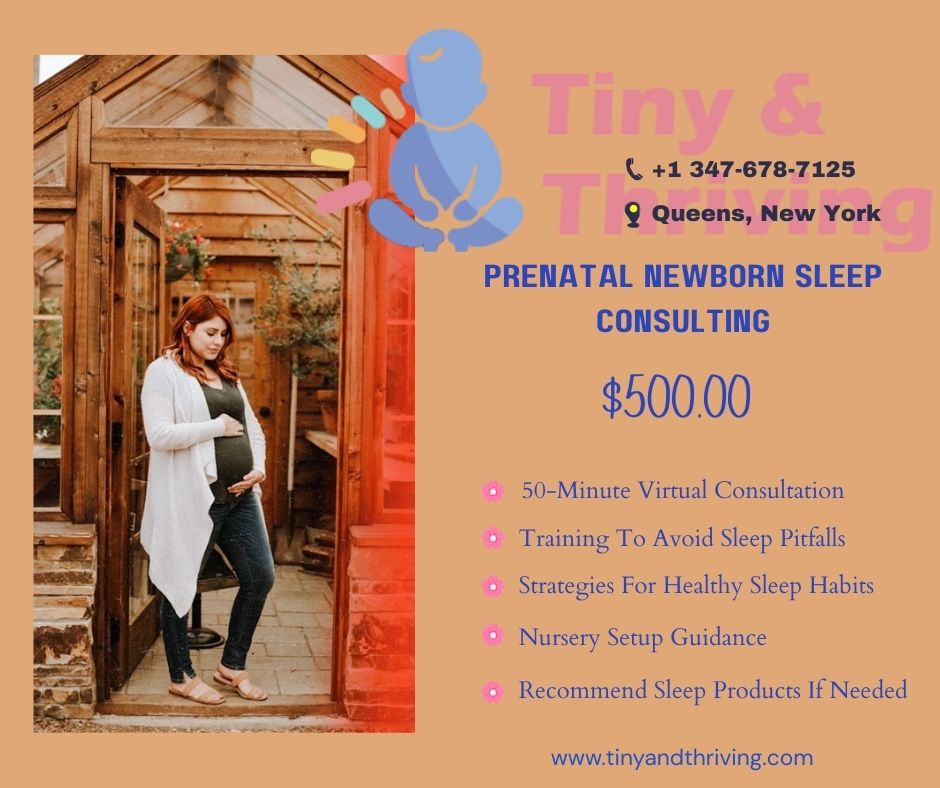 Tiny &
Thriving
+1 347-678-7125
Queens, New York
PRENATAL NEWBORN SLEEP
CONSULTING
$500.00
50-Minute Virtual Consultation
Training To Avoid Sleep Pitfalls
Strategies For Healthy Sleep Habits
Nursery Setup Guidance
Recommend Sleep Products If Needed
www.tinyandthriving.com